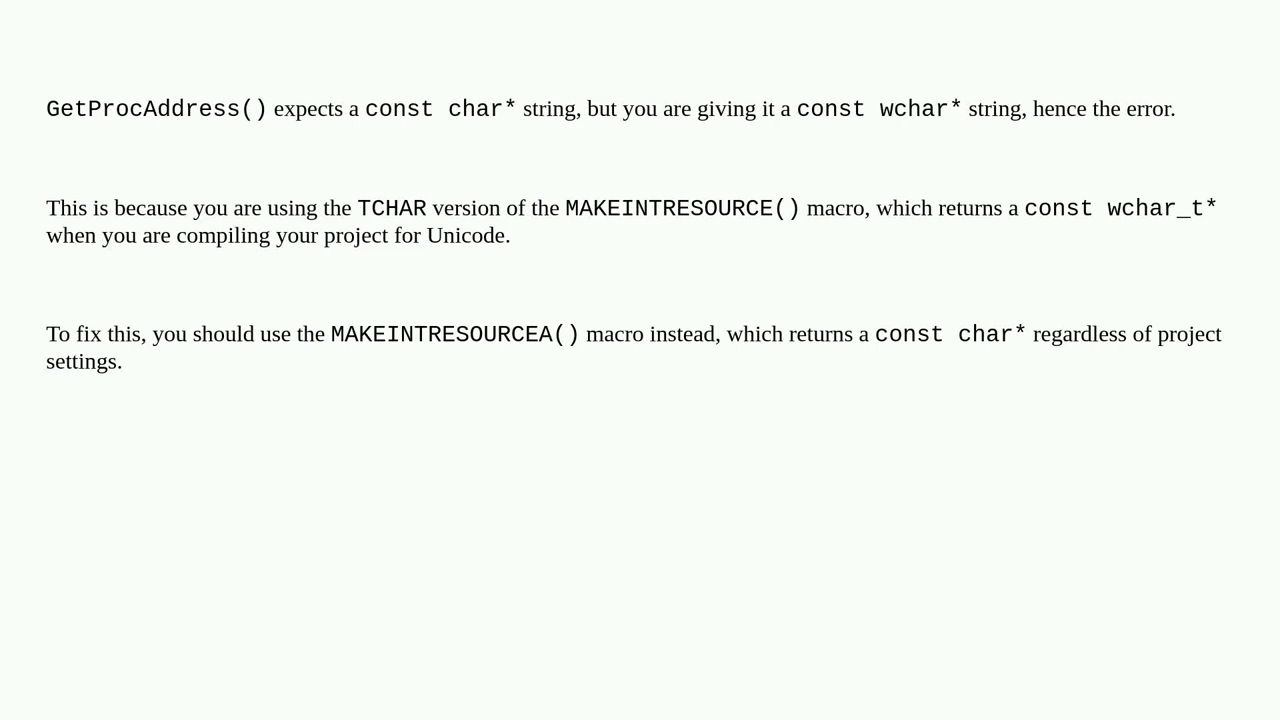 GetProcAddress() expects a const char* string, but you are giving it a const wchar* string, hence the error.
This is because you are using the TCHAR version of the MAKEINTRESOURCE() macro, which returns a const wchar_t*
when you are compiling your project for Unicode.
To fix this, you should use the MAKEINTRESOURCEA() macro instead, which returns a const char* regardless of project
settings.